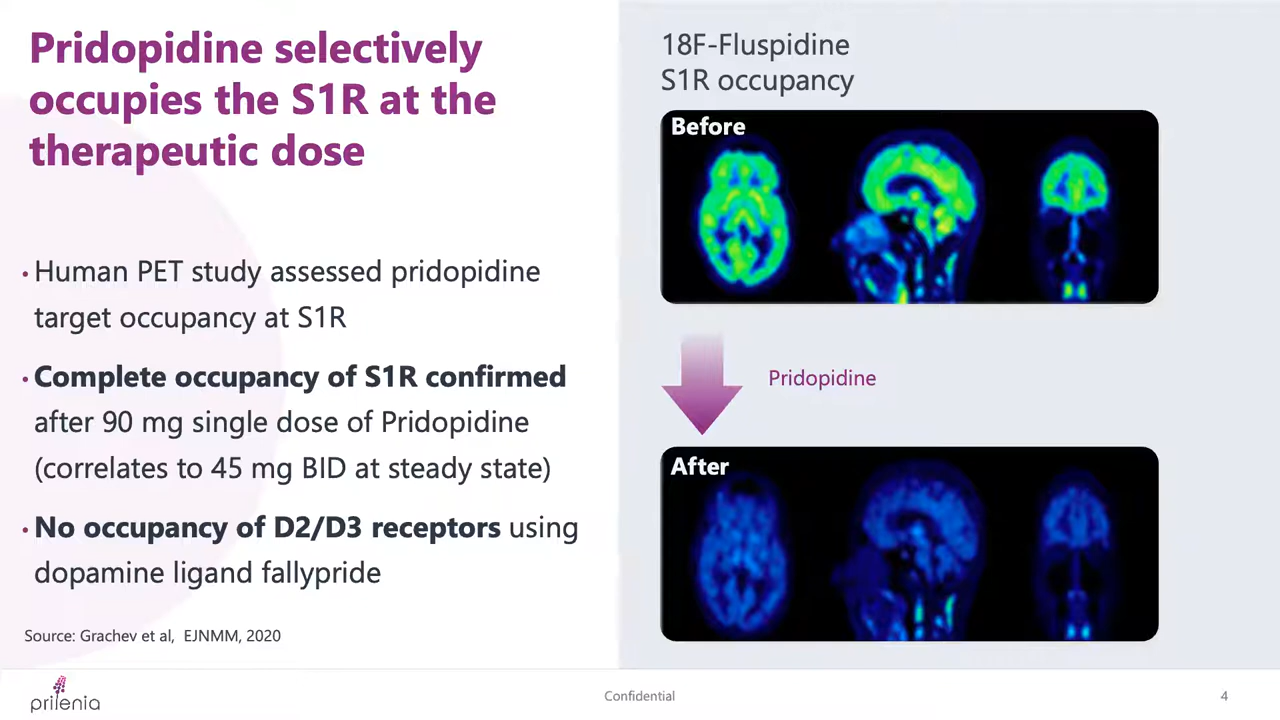 Pridopidine selectively
occupies the S1R at the
therapeutic dose
• Human PET study assessed pridopidine
target occupancy at S1R
• Complete occupancy of S1R confirmed
after 90 mg single dose of Pridopidine
(correlates to 45 mg BID at steady state)
• No occupancy of D2/D3 receptors using
dopamine ligand fallypride
Source: Grachev et al,  EJNMM, 2020
18F-Fluspidine
S1R occupancy
Before
Pridopidine
After
prilenia
Confidential
4